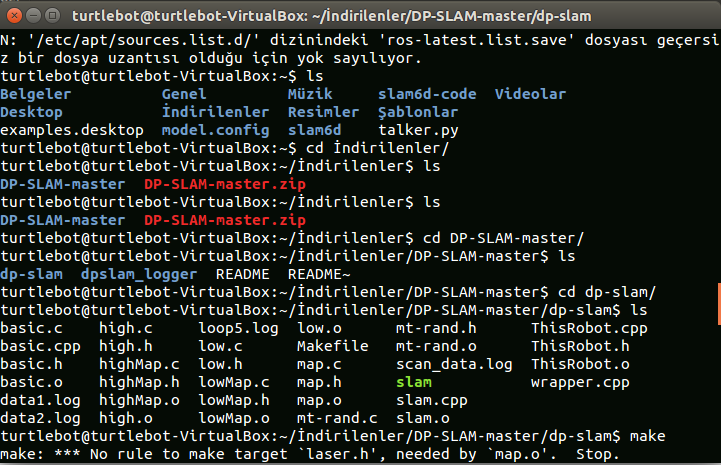 turtlebot@turtlebot-VirtualBox: ~/İndirilenler/DP-SLAM-master/dp-slam
N: '/etc/apt/sources.list.d/' dizinindeki 'ros-latest.list.save' dosyası geçersi
z bir dosya uzantısı olduğu için yok sayılıyor.
turtlebot@turtlebot-VirtualBox:~$ ls
Belgeler          Genel         Müzik     slam6d-code  Videolar
Desktop           İndirilenler  Resimler  Şablonlar
examples.desktop  model.config  slam6d    talker.py
turtlebot@turtlebot-VirtualBox:~$ cd İndirilenler/
turtlebot@turtlebot-VirtualBox:~/İndirilenler$ ls
DP-SLAM-master  DP-SLAM-master.zip
turtlebot@turtlebot-VirtualBox:~/İndirilenler$ ls
DP-SLAM-master  DP-SLAM-master.zip
turtlebot@turtlebot-VirtualBox:~/İndirilenler$ cd DP-SLAM-master/
turtlebot@turtlebot-VirtualBox:~/İndirilenler/DP-SLAM-master$ ls
dp-slam  dpslam_logger  README  README~
turtlebot@turtlebot-VirtualBox:~/İndirilenler/DP-SLAM-master$ cd dp-slam/
turtlebot@turtlebot-VirtualBox:~/İndirilenler/DP-SLAM-master/dp-slam$ ls
basic.c    high.c     loop5.log  low.o      mt-rand.h      ThisRobot.cpp
basic.cpp  high.h     low.c      Makefile   mt-rand.o      ThisRobot.h
basic.h    highMap.c  low.h      map.c      scan_data.log  ThisRobot.o
basic.o    highMap.h  lowMap.c   map.h      slam           wrapper.cpp
data1.log  highMap.o  lowMap.h   map.o      slam.cpp
data2.log  high.o     lowMap.o   mt-rand.c  slam.o
turtlebot@turtlebot-VirtualBox:~/İndirilenler/DP-SLAM-master/dp-slam$ make
make: *** No rule to make target `laser.h', needed by `map.o'.  Stop.